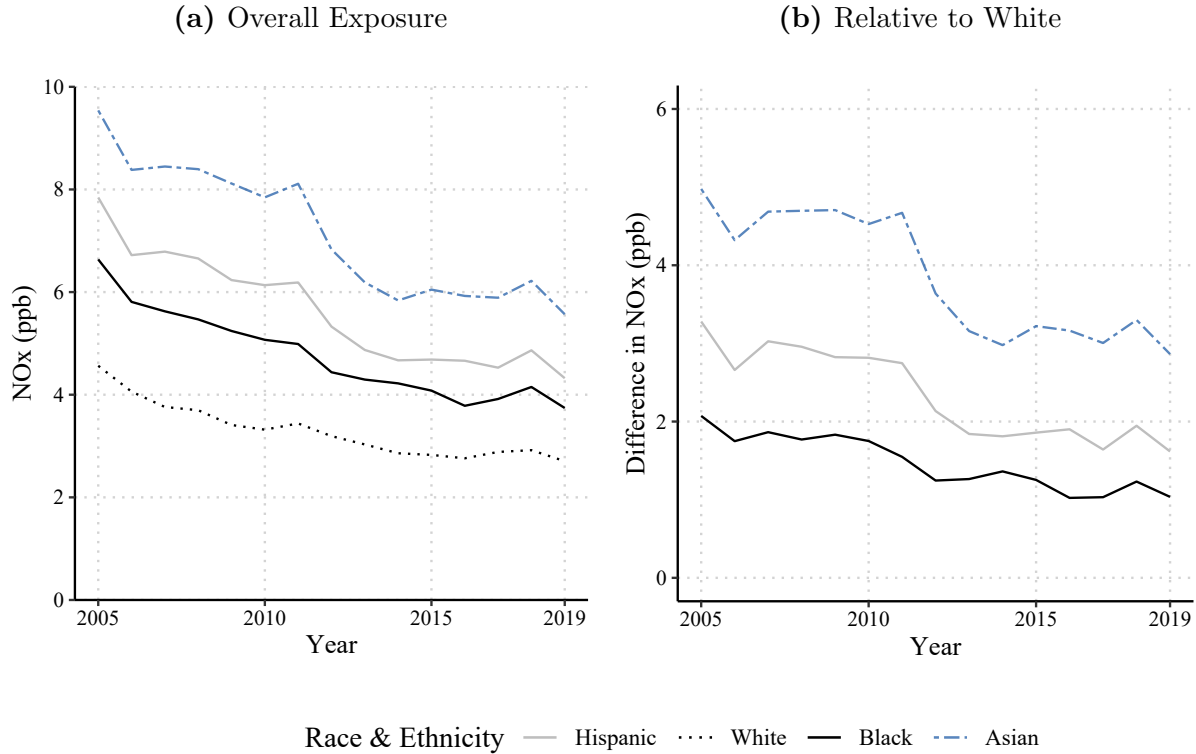 (a) Overall Exposure
NOx (ppb)
10
8
6
4
2
0
2005 2010 2015 2019
Year
(b) Relative to White
Difference in NOx (ppb)
6
4
2
0
2005 2010 2015 2019
Year
Race & Ethnicity Hispanic White Black Asian